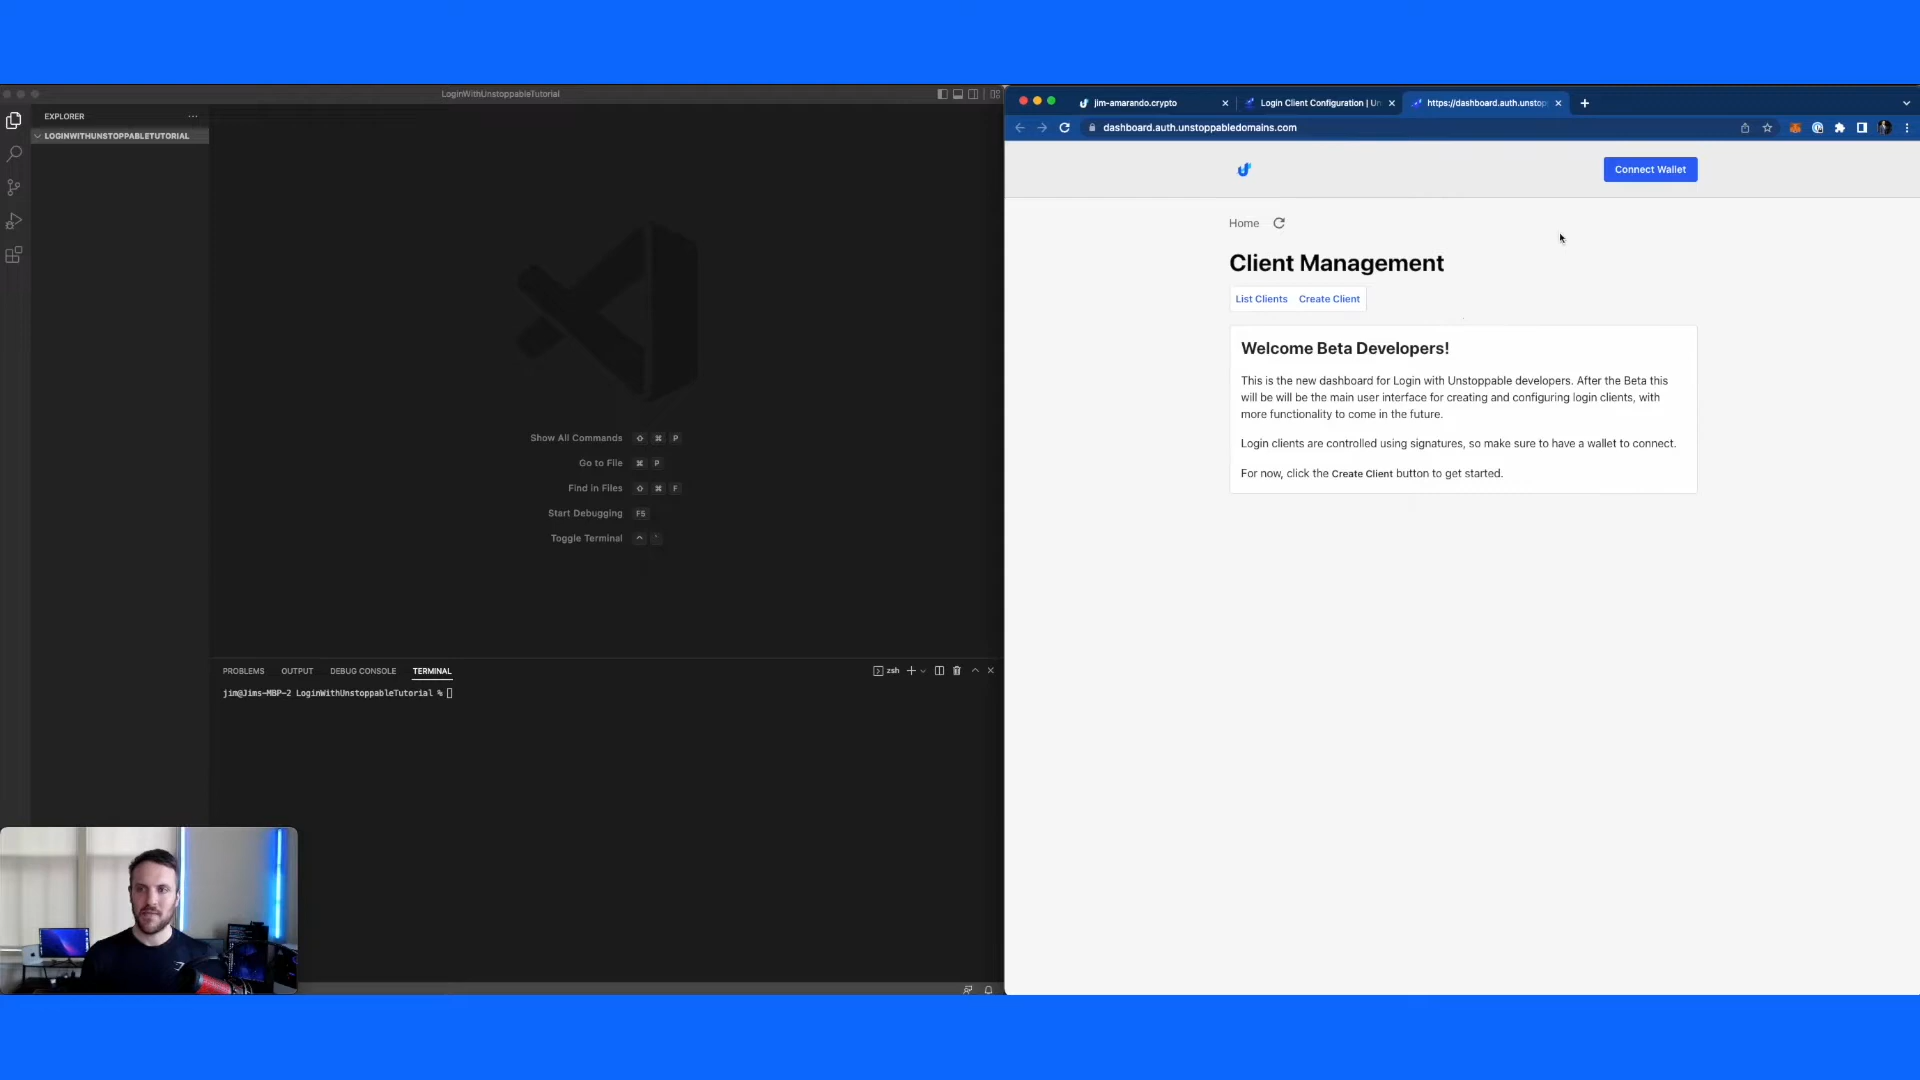 LoginWithUnstoppableTutorial
EXPLORER
LOGINWITHUNSTOPPABLETUTORIAL
Show All Commands ⇧ ⌘ P
Go to File ⌘ P
Find in Files ⇧ ⌘ F
Start Debugging F5
Toggle Terminal ^ `
PROBLEMS OUTPUT DEBUG CONSOLE TERMINAL
zsh
jim@Jims-MBP-2 LoginWithUnstoppableTutorial %
jim-amarando.crypto
Login Client Configuration | Un
https://dashboard.auth.unstop
dashboard.auth.unstoppabledomains.com
Connect Wallet
Home
Client Management
List Clients Create Client
Welcome Beta Developers!
This is the new dashboard for Login with Unstoppable developers. After the Beta this
will be will be the main user interface for creating and configuring login clients, with
more functionality to come in the future.
Login clients are controlled using signatures, so make sure to have a wallet to connect.
For now, click the Create Client button to get started.